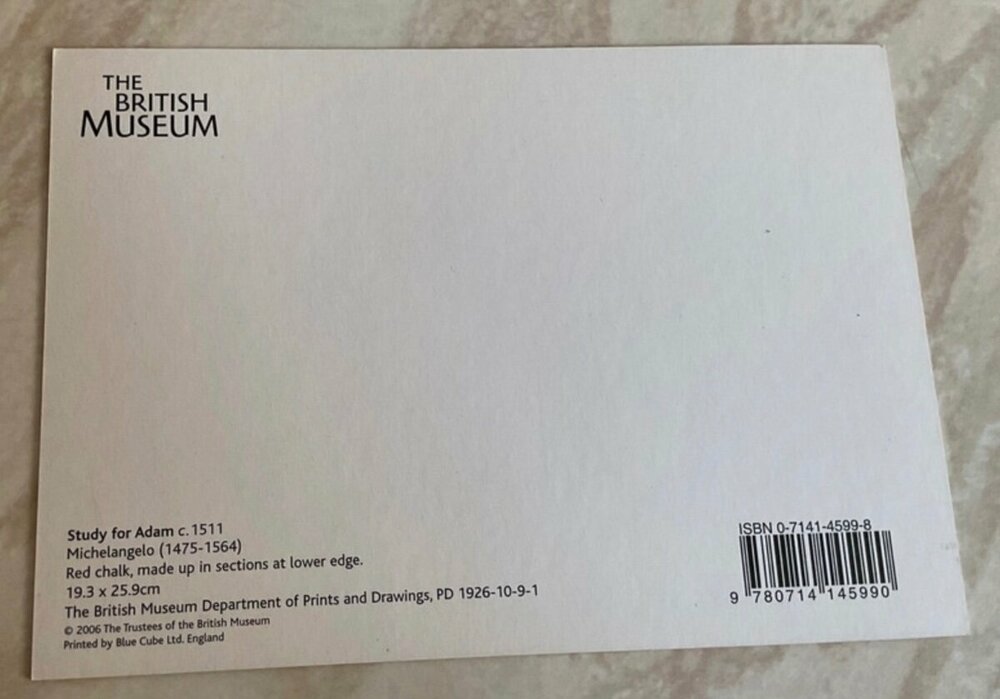 THE
BRITISH
MUSEUM
Study for Adam c.1511
Michelangelo (1475-1564)
Red chalk, made up in sections at lower edge.
19.3 x 25.9cm
The British Museum Department of Prints and Drawings, PD 1926-10-9-1
© 2006 The Trustees of the British Museum
Printed by Blue Cube Ltd. England
ISBN 0-7141-4599-8
9 780714 145990